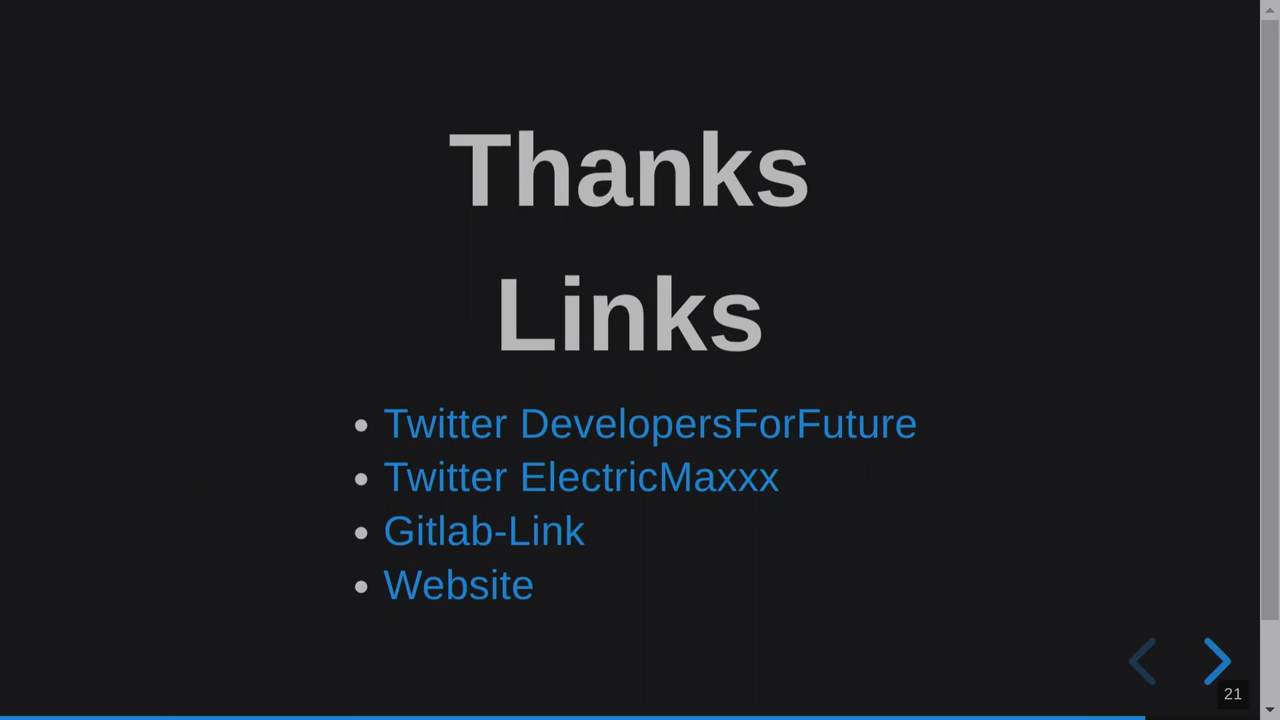 Thanks
Links
Twitter DevelopersForFuture
Twitter ElectricMaxxx
Gitlab-Link
Website
21